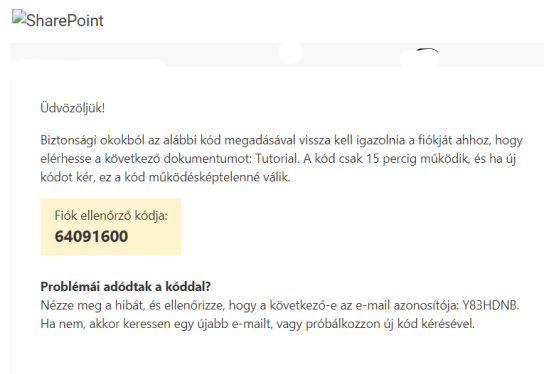 SharePoint
Üdvözöljük!
Biztonsági okokból az alábbi kód megadásával vissza kell igazolnia a fiókját ahhoz, hogy
elérhesse a következő dokumentumot: Tutorial. A kód csak 15 percig működik, és ha új
kódot kér, ez a kód működésképtelenné válik.
Fiók ellenőrző kódja:
64091600
Problémái adódtak a kóddal?
Nézze meg a hibát, és ellenőrizze, hogy a következő-e az e-mail azonosítója: Y83HDNB.
Ha nem, akkor keressen egy újabb e-mailt, vagy próbálkozzon új kód kérésével.